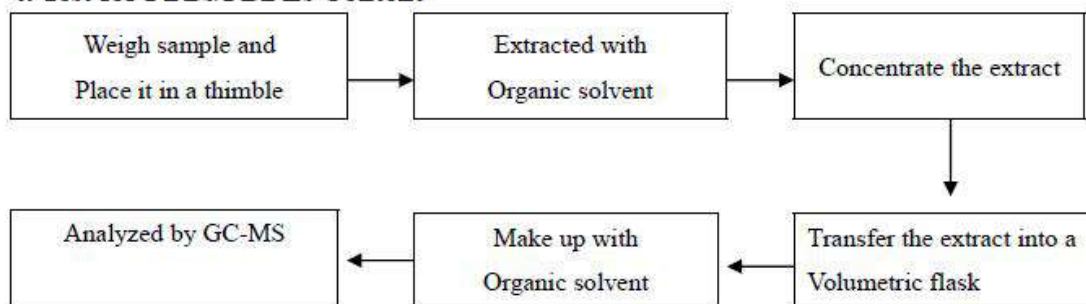 Weigh sample and
Place it in a thimble
Extracted with
Organic solvent
Concentrate the extract
Transfer the extract into a
Volumetric flask
Make up with
Organic solvent
Analyzed by GC-MS